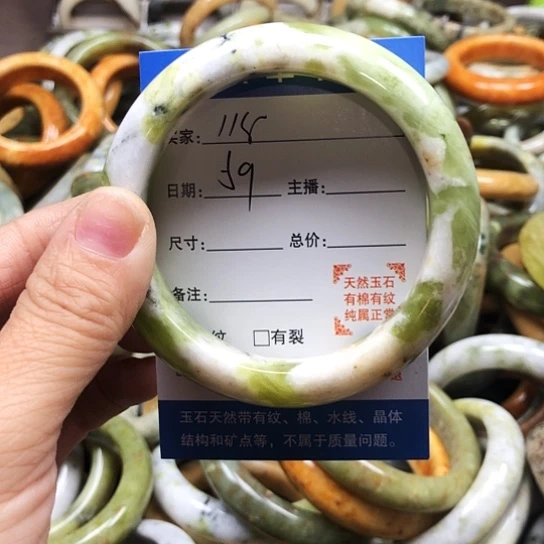 家: 115
日期: 59 主播:
尺寸: 总价:
备注:
天然玉石
有棉有纹
纯属正常
纹 □有裂
玉石天然带有纹、棉、水线、晶体
结构和矿点等，不属于质量问题。